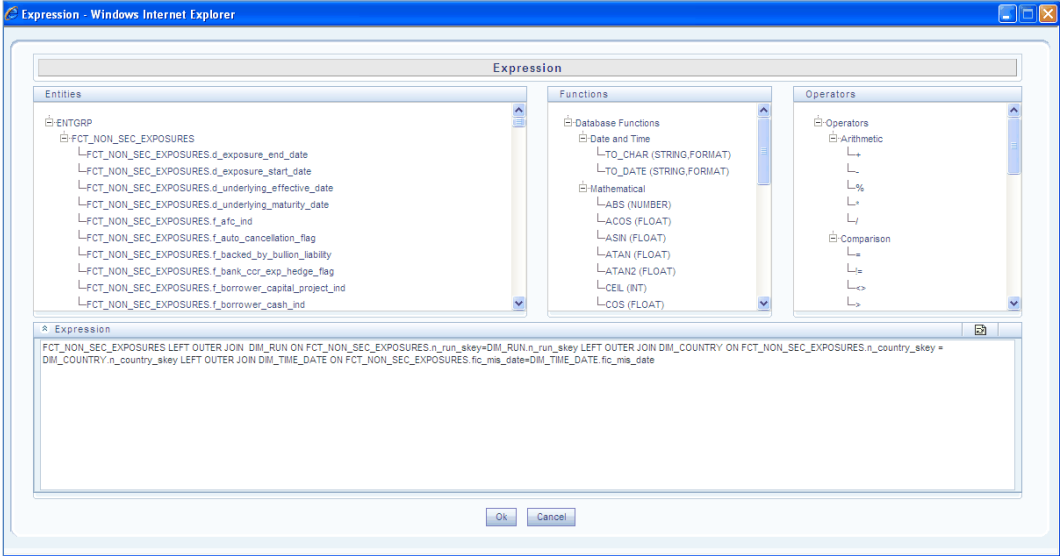 Expression - Windows Internet Explorer
Expression
Entities
ENTGRP
FCT_NON_SEC_EXPOSURES
FCT_NON_SEC_EXPOSURES.d_exposure_end_date
FCT_NON_SEC_EXPOSURES.d_exposure_start_date
FCT_NON_SEC_EXPOSURES.d_underlying_effective_date
FCT_NON_SEC_EXPOSURES.d_underlying_maturity_date
FCT_NON_SEC_EXPOSURES.f_afc_ind
FCT_NON_SEC_EXPOSURES.f_auto_cancellation_flag
FCT_NON_SEC_EXPOSURES.f_backed_by_bullion_liability
FCT_NON_SEC_EXPOSURES.f_bank_ccr_exp_hedge_flag
FCT_NON_SEC_EXPOSURES.f_borrower_capital_project_ind
FCT_NON_SEC_EXPOSURES.f_borrower_cash_ind
Functions
Database Functions
Date and Time
TO_CHAR (STRING,FORMAT)
TO_DATE (STRING,FORMAT)
Mathematical
ABS (NUMBER)
ACOS (FLOAT)
ASIN (FLOAT)
ATAN (FLOAT)
ATAN2 (FLOAT)
CEIL (INT)
COS (FLOAT)
Operators
Operators
Arithmetic
+
-
%
*
/
Comparison
=
!=
<>
>
Expression
FCT_NON_SEC_EXPOSURES LEFT OUTER JOIN  DIM_RUN ON FCT_NON_SEC_EXPOSURES.n_run_skey=DIM_RUN.n_run_skey LEFT OUTER JOIN DIM_COUNTRY ON FCT_NON_SEC_EXPOSURES.n_country_skey =
DIM_COUNTRY.n_country_skey LEFT OUTER JOIN DIM_TIME_DATE ON FCT_NON_SEC_EXPOSURES.fic_mis_date=DIM_TIME_DATE.fic_mis_date
Ok Cancel